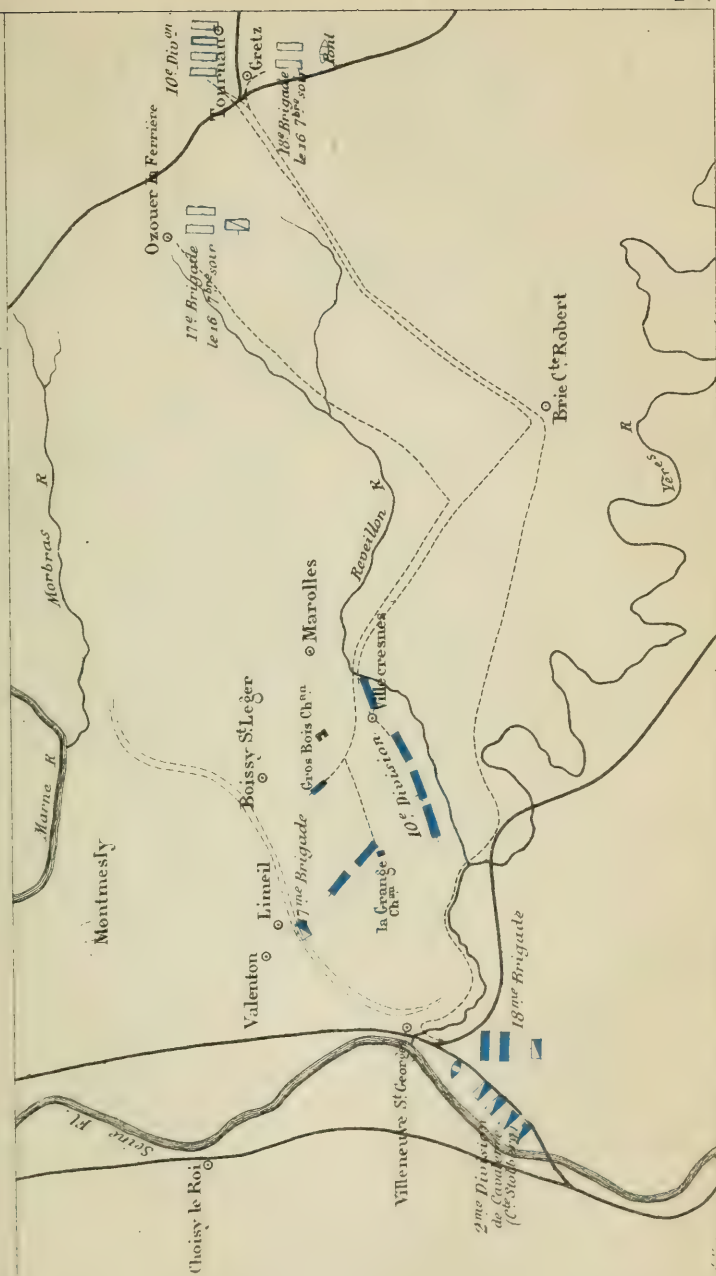 10e Divon
Tournan
Gretz
18e Brigade
le 16 7bre soir
Pont
Ozouer la Ferrière
17e Brigade
le 16 7bre soir
Morbras R
Marne R
Reveillon R
Brie Cte Robert
Yères R
Marolles
Boissy St Leger
Gros Bois Chau
Villecresnes
10e Division
Montmesly
17me Brigade
la Grange
Chau
Limeil
Valenton
18me Brigade
Villeneuve St Georges
Seine Fl.
Choisy le Roi
2me Division
de Cavalerie
(Cte Stolberg)